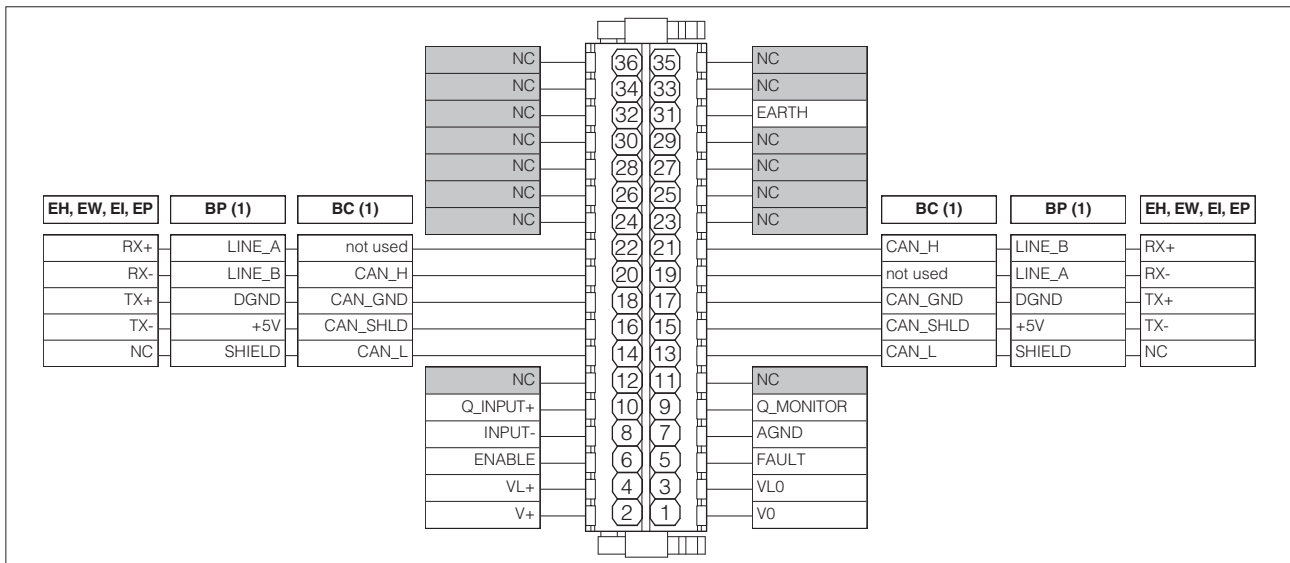 NC 36 35 NC
NC 34 33 NC
NC 32 31 EARTH
NC 30 29 NC
NC 28 27 NC
NC 26 25 NC
NC 24 23 NC
EH, EW, EI, EP BP (1) BC (1) BC (1) BP (1) EH, EW, EI, EP
RX+ LINE_A not used 22 21 CAN_H LINE_B RX+
RX- LINE_B CAN_H 20 19 not used LINE_A RX-
TX+ DGND CAN_GND 18 17 CAN_GND DGND TX+
TX- +5V CAN_SHLD 16 15 CAN_SHLD +5V TX-
NC SHIELD CAN_L 14 13 CAN_L SHIELD NC
NC 12 11 NC
Q_INPUT+ 10 9 Q_MONITOR
INPUT- 8 7 AGND
ENABLE 6 5 FAULT
VL+ 4 3 VL0
V+ 2 1 V0